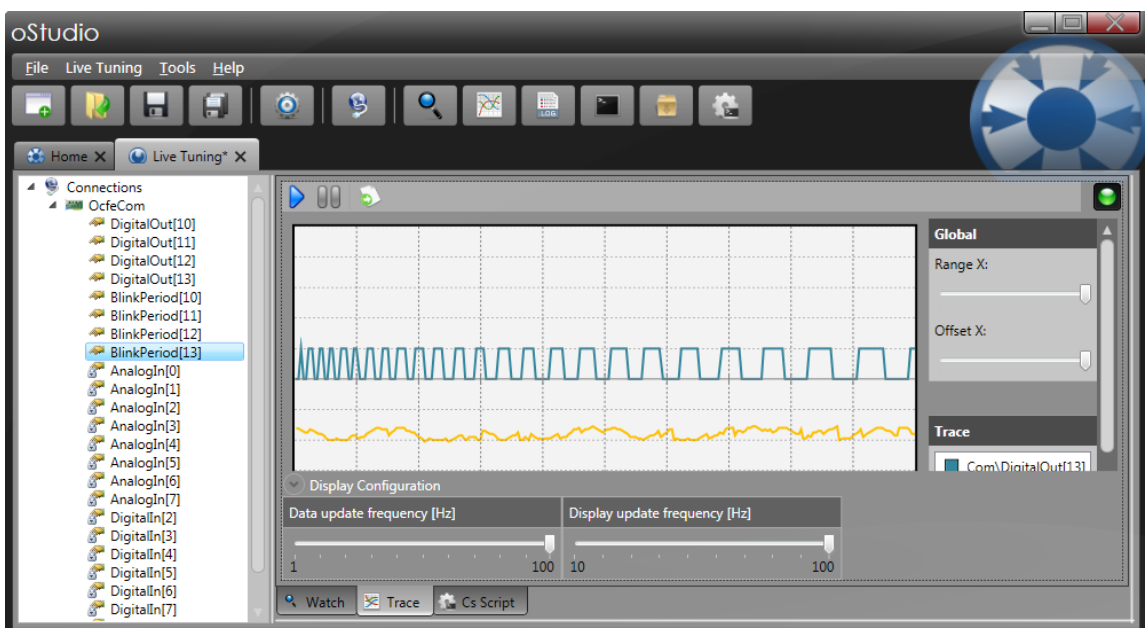 oStudio
File Live Tuning Tools Help
LOG
Home Live Tuning*
Connections
OcfeCom
DigitalOut[10]
DigitalOut[11]
DigitalOut[12]
DigitalOut[13]
BlinkPeriod[10]
BlinkPeriod[11]
BlinkPeriod[12]
BlinkPeriod[13]
AnalogIn[0]
AnalogIn[1]
AnalogIn[2]
AnalogIn[3]
AnalogIn[4]
AnalogIn[5]
AnalogIn[6]
AnalogIn[7]
DigitalIn[2]
DigitalIn[3]
DigitalIn[4]
DigitalIn[5]
DigitalIn[6]
DigitalIn[7]
Global
Range X:
Offset X:
Trace
Com\DigitalOut[13]
Display Configuration
Data update frequency [Hz] Display update frequency [Hz]
1 100 10 100
Watch Trace Cs Script